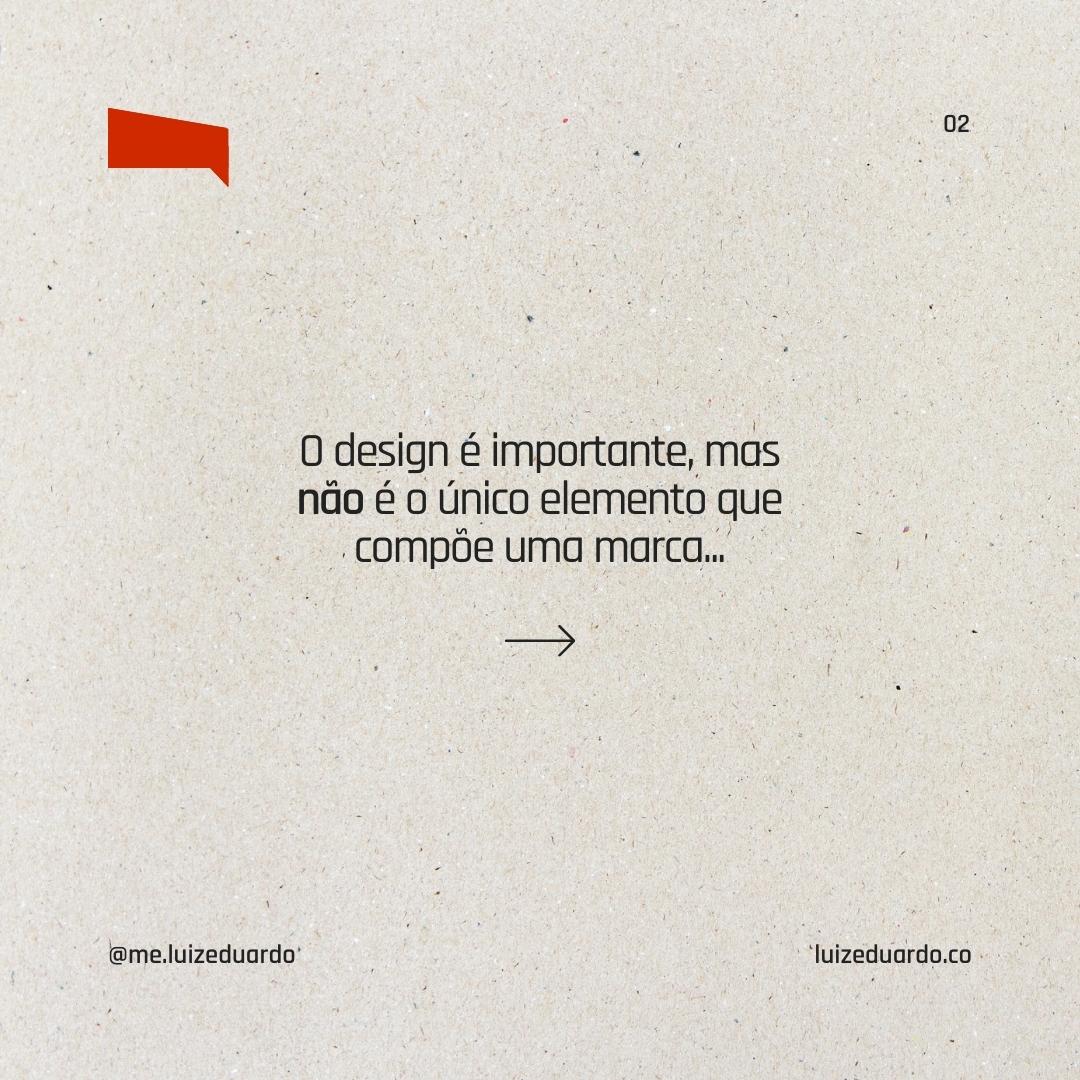 02
O design é importante, mas
não é o único elemento que
compõe uma marca...
@me.luizeduardo
luizeduardo.co